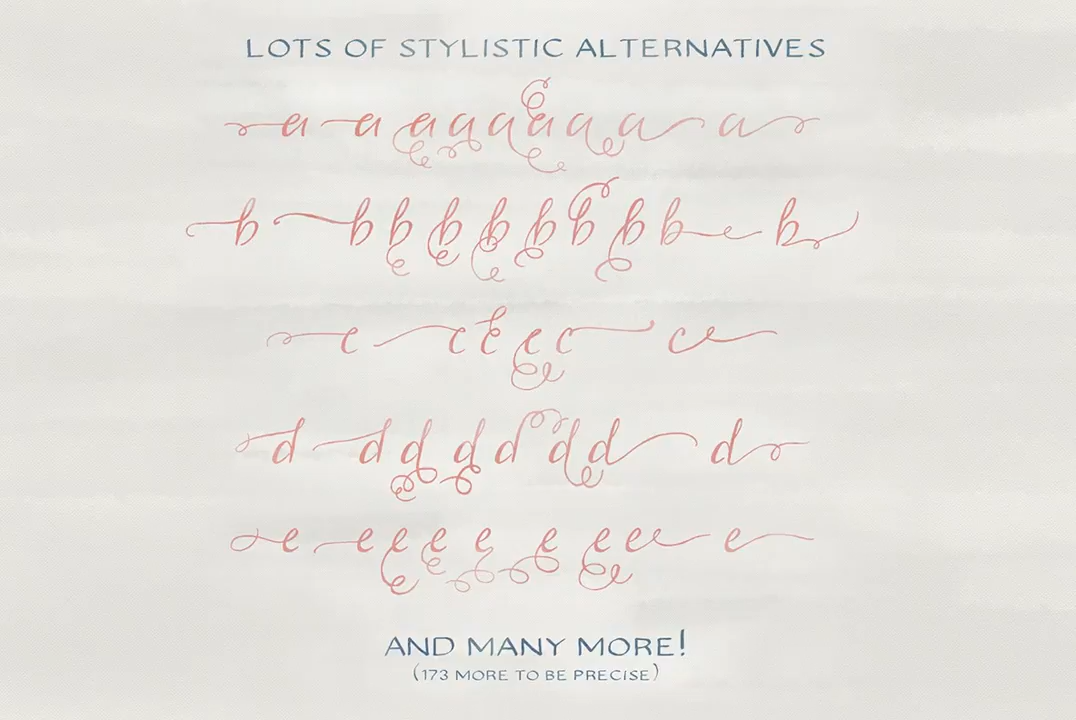 LOTS OF STYLISTIC ALTERNATIVES
a a a a a a a a a
b b b b b b b b b b
c c c c c c
d d d d d d d d
e e e e e e e e e
AND MANY MORE!
(173 MORE TO BE PRECISE)